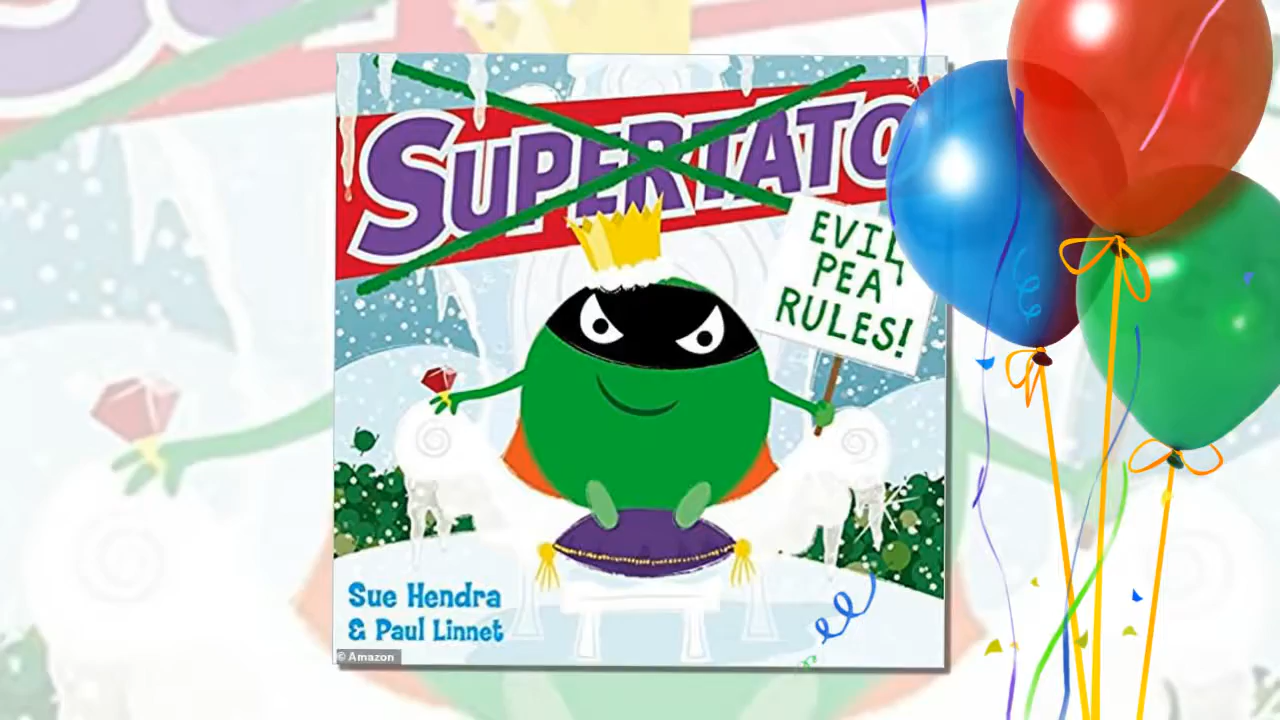 SUPERTATO
EVIL
PEA
RULES!
Sue Hendra
& Paul Linnet
© Amazon